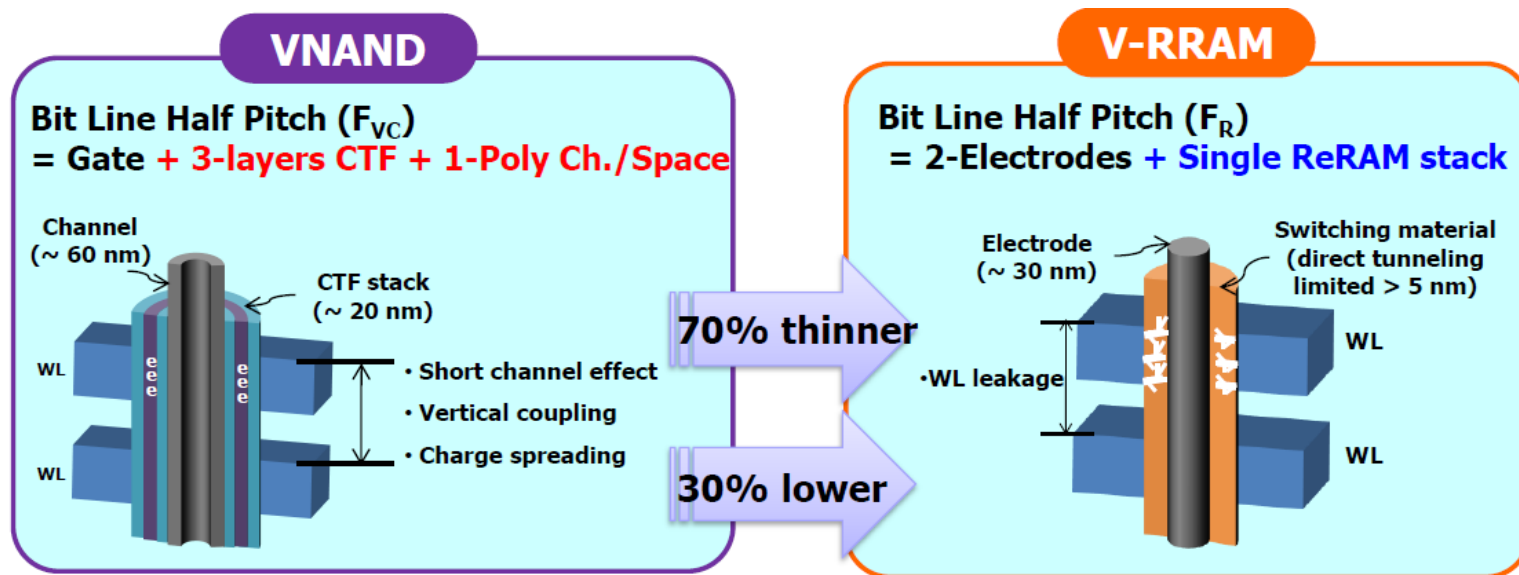 VNAND
Bit Line Half Pitch (FVC)
= Gate + 3-layers CTF + 1-Poly Ch./Space
Channel
(~ 60 nm)
CTF stack
(~ 20 nm)
WL
e
e
e
e
e
e
WL
• Short channel effect
• Vertical coupling
• Charge spreading
70% thinner
30% lower
V-RRAM
Bit Line Half Pitch (FR)
= 2-Electrodes + Single ReRAM stack
Electrode
(~ 30 nm)
Switching material
(direct tunneling
limited > 5 nm)
•WL leakage
WL
WL